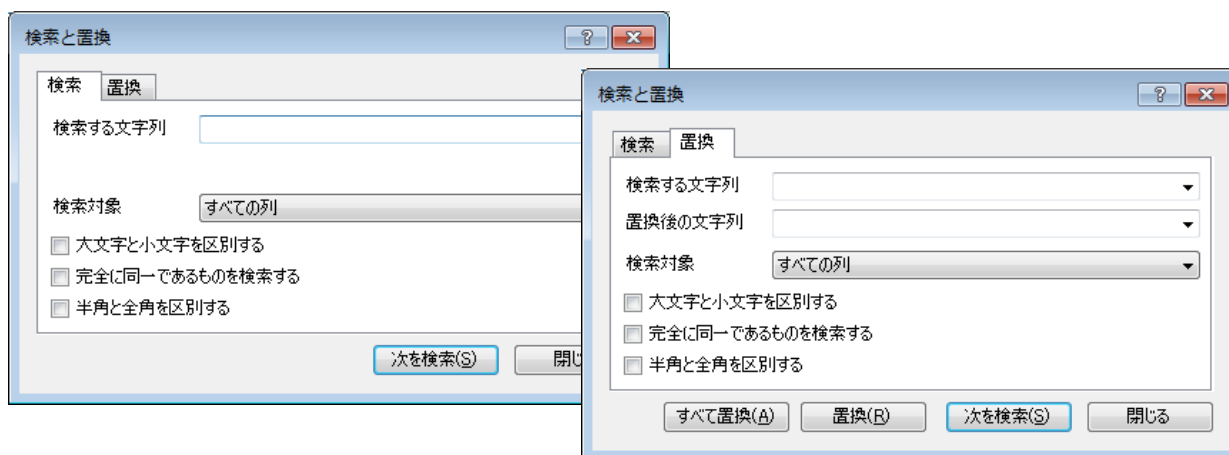 検索と置換
検索 置換
検索する文字列
検索対象 すべての列
大文字と小文字を区別する
完全に同一であるものを検索する
半角と全角を区別する
次を検索(S) 閉じ
検索と置換
検索 置換
検索する文字列
置換後の文字列
検索対象 すべての列
大文字と小文字を区別する
完全に同一であるものを検索する
半角と全角を区別する
すべて置換(A) 置換(R) 次を検索(S) 閉じる